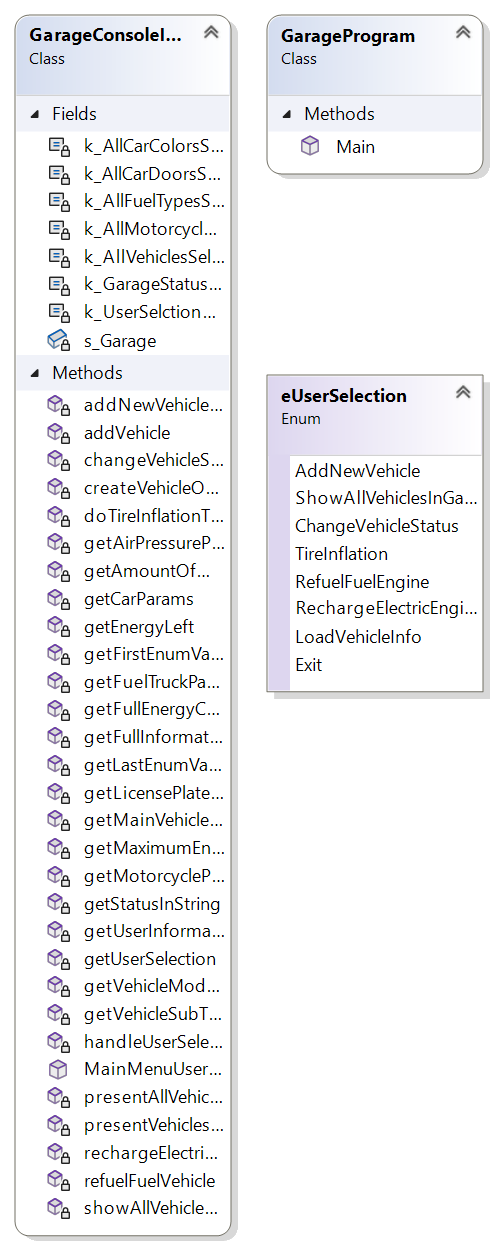 GarageConsoleI...
Class
Fields
k_AllCarColorsS...
k_AllCarDoorsS...
k_AllFuelTypesS...
k_AllMotorcycl...
k_AllVehiclesSel...
k_GarageStatus...
k_UserSelction...
s_Garage
Methods
addNewVehicle...
addVehicle
changeVehicleS...
createVehicleO...
doTireInflationT...
getAirPressureP...
getAmountOf...
getCarParams
getEnergyLeft
getFirstEnumVa...
getFuelTruckPa...
getFullEnergyC...
getFullInformat...
getLastEnumVa...
getLicensePlate...
getMainVehicle...
getMaximumEn...
getMotorcycleP...
getStatusInString
getUserInforma...
getUserSelection
getVehicleMod...
getVehicleSubT...
handleUserSele...
MainMenuUser...
presentAllVehic...
presentVehicles...
rechargeElectri...
refuelFuelVehicle
showAllVehicle...
GarageProgram
Class
Methods
Main
eUserSelection
Enum
AddNewVehicle
ShowAllVehiclesInGa...
ChangeVehicleStatus
TireInflation
RefuelFuelEngine
RechargeElectricEngi...
LoadVehicleInfo
Exit